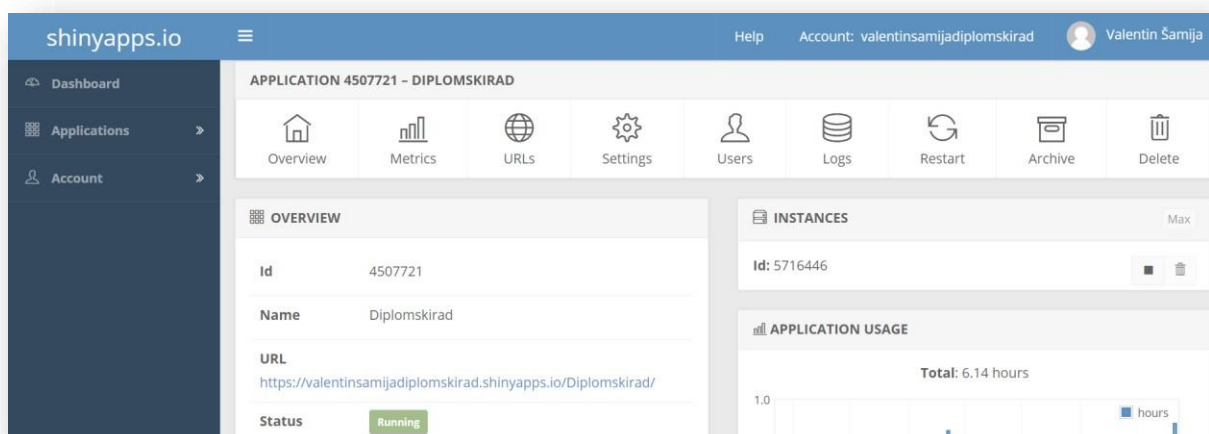 shinyapps.io
Help Account: valentinsamijadiplomskirad Valentin Šamija
Dashboard
Applications
Account
APPLICATION 4507721 – DIPLOMSKIRAD
Overview Metrics URLs Settings Users Logs Restart Archive Delete
OVERVIEW
Id 4507721
Name Diplomskirad
URL
https://valentinsamijadiplomskirad.shinyapps.io/Diplomskirad/
Status Running
INSTANCES Max
Id: 5716446
APPLICATION USAGE
Total: 6.14 hours
1.0
hours